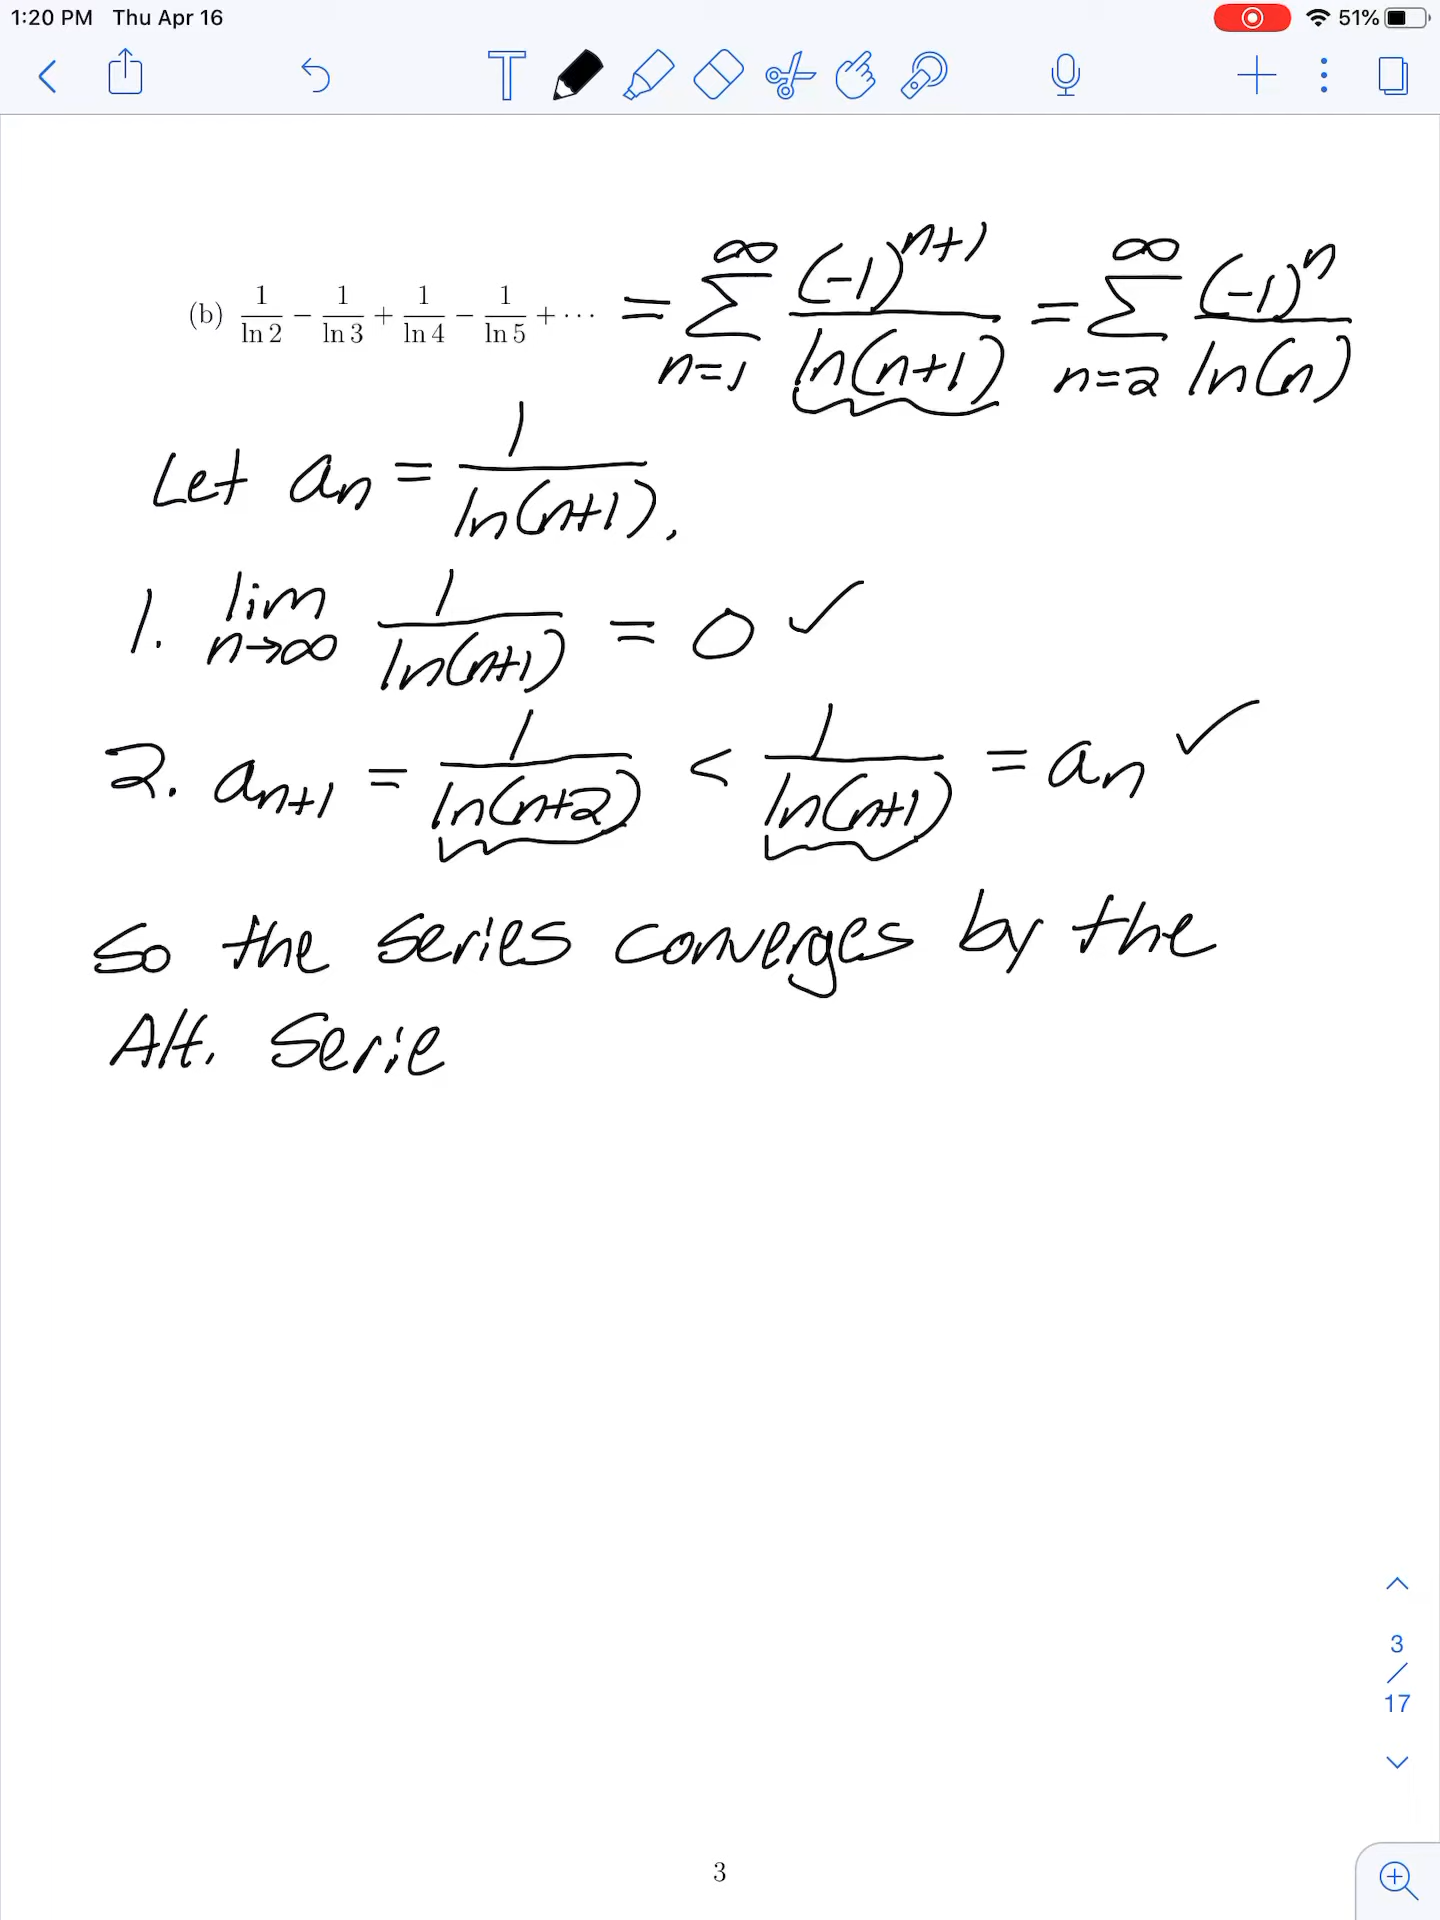 1:20 PM Thu Apr 16 51%
T
(b) 1/ln 2 − 1/ln 3 + 1/ln 4 − 1/ln 5 + ··· = ∑_{n=1}^{∞} (-1)^{n+1}/ln(n+1) = ∑_{n=2}^{∞} (-1)^n/ln(n)
Let a_n = 1/ln(n+1).
1. lim_{n→∞} 1/ln(n+1) = 0 ✓
2. a_{n+1} = 1/ln(n+2) < 1/ln(n+1) = a_n ✓
So the series converges by the
Alt. Serie
3
/
17
3